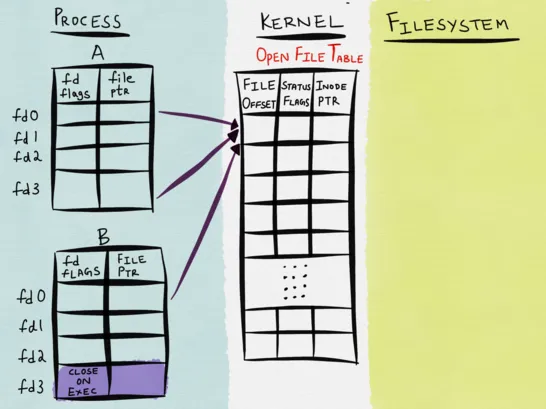 PROCESS
KERNEL
FILESYSTEM
A
OPEN FILE TABLE
fd flags
file ptr
FILE OFFSET
STATUS FLAGS
INODE PTR
fd0
fd1
fd2
fd3
B
fd FLAGS
FILE PTR
fd0
fd1
fd2
fd3
CLOSE ON EXEC